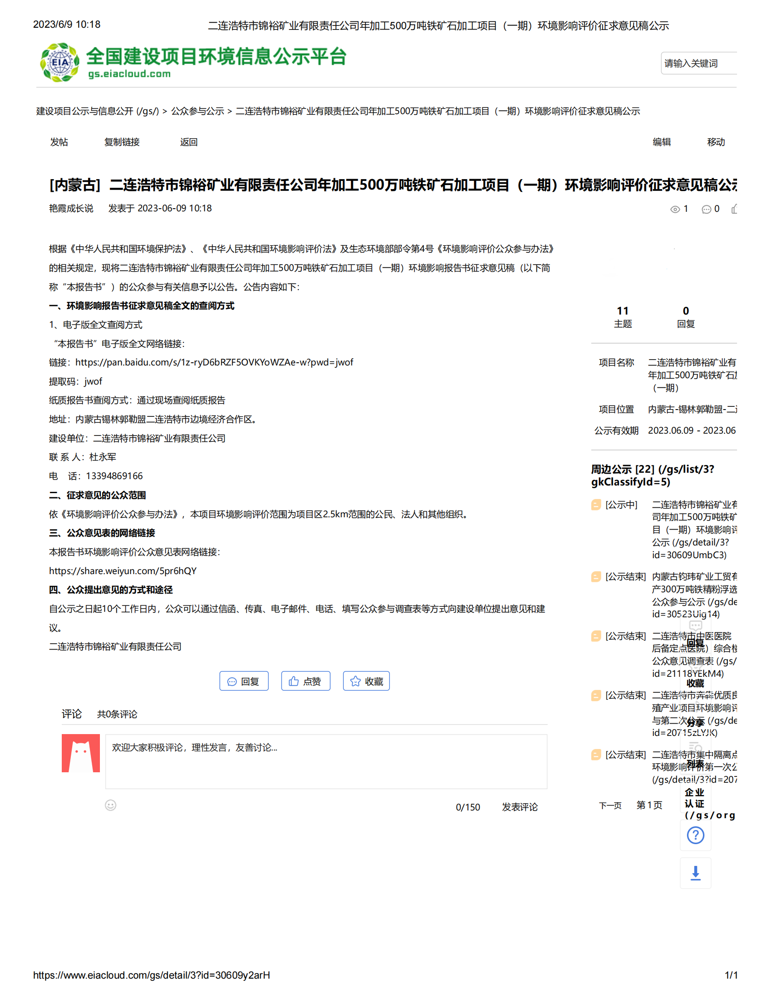 2023/6/9 10:18
二连浩特市锦裕矿业有限责任公司年加工500万吨铁矿石加工项目（一期）环境影响评价征求意见稿公示
EIA
全国建设项目环境信息公示平台
gs.eiacloud.com
请输入关键词
建设项目公示与信息公开 (/gs/) > 公众参与公示 > 二连浩特市锦裕矿业有限责任公司年加工500万吨铁矿石加工项目（一期）环境影响评价征求意见稿公示
发帖 复制链接 返回 编辑 移动
[内蒙古] 二连浩特市锦裕矿业有限责任公司年加工500万吨铁矿石加工项目（一期）环境影响评价征求意见稿公示
艳霞成长说 发表于 2023-06-09 10:18
1 0
根据《中华人民共和国环境保护法》、《中华人民共和国环境影响评价法》及生态环境部部令第4号《环境影响评价公众参与办法》
的相关规定，现将二连浩特市锦裕矿业有限责任公司年加工500万吨铁矿石加工项目（一期）环境影响报告书征求意见稿（以下简
称“本报告书”）的公众参与有关信息予以公告。公告内容如下：
一、环境影响报告书征求意见稿全文的查阅方式
1、电子版全文查阅方式
“本报告书”电子版全文网络链接：
链接：https://pan.baidu.com/s/1z-ryD6bRZF5OVKYoWZAe-w?pwd=jwof
提取码：jwof
纸质报告书查阅方式：通过现场查阅纸质报告
地址：内蒙古锡林郭勒盟二连浩特市边境经济合作区。
建设单位：二连浩特市锦裕矿业有限责任公司
联 系 人：杜永军
电 话：13394869166
二、征求意见的公众范围
依《环境影响评价公众参与办法》，本项目环境影响评价范围为项目区2.5km范围的公民、法人和其他组织。
三、公众意见表的网络链接
本报告书环境影响评价公众意见表网络链接：
https://share.weiyun.com/5pr6hQY
四、公众提出意见的方式和途径
自公示之日起10个工作日内，公众可以通过信函、传真、电子邮件、电话、填写公众参与调查表等方式向建设单位提出意见和建
议。
二连浩特市锦裕矿业有限责任公司
回复 点赞 收藏
评论 共0条评论
欢迎大家积极评论，理性发言，友善讨论...
0/150 发表评论
11 0
主题 回复
项目名称 二连浩特市锦裕矿业有
年加工500万吨铁矿石加
（一期）
项目位置 内蒙古-锡林郭勒盟-二连
公示有效期 2023.06.09 - 2023.06
周边公示 [22] (/gs/list/3?
gkClassifyId=5)
[公示中] 二连浩特市锦裕矿业有
司年加工500万吨铁矿
目（一期）环境影响评
公示 (/gs/detail/3?
id=30609UmbC3)
[公示结束] 内蒙古钧玮矿业工贸有
产300万吨铁精粉浮选
公众参与公示 (/gs/de
id=30523Uig14)
[公示结束] 二连浩特市中医医院
后备定点医院）综合楼
公众意见调查表 (/gs/
id=21118YEkM4)
[公示结束] 二连浩特市奔犇优质良
殖产业项目环境影响评
与第二次公示 (/gs/de
id=20715zLYJK)
[公示结束] 二连浩特市集中隔离点
环境影响评价第一次公
(/gs/detail/3?id=207
下一页 第1页
回复
收藏
分享
列表
企业
认证
(/gs/org
https://www.eiacloud.com/gs/detail/3?id=30609y2arH
1/1